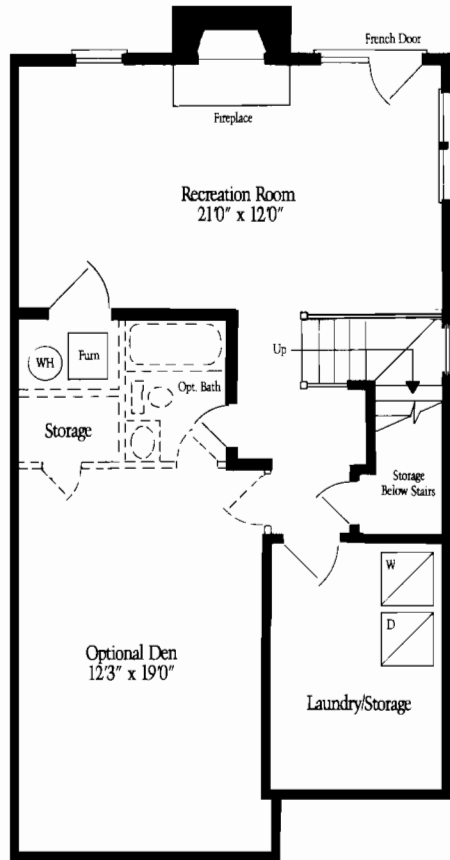 French Door
Fireplace
Recreation Room
21'0" x 12'0"
WH
Furn
Up
Opt. Bath
Storage
Storage
Below Stairs
W
D
Optional Den
12'3" x 19'0"
Laundry/Storage